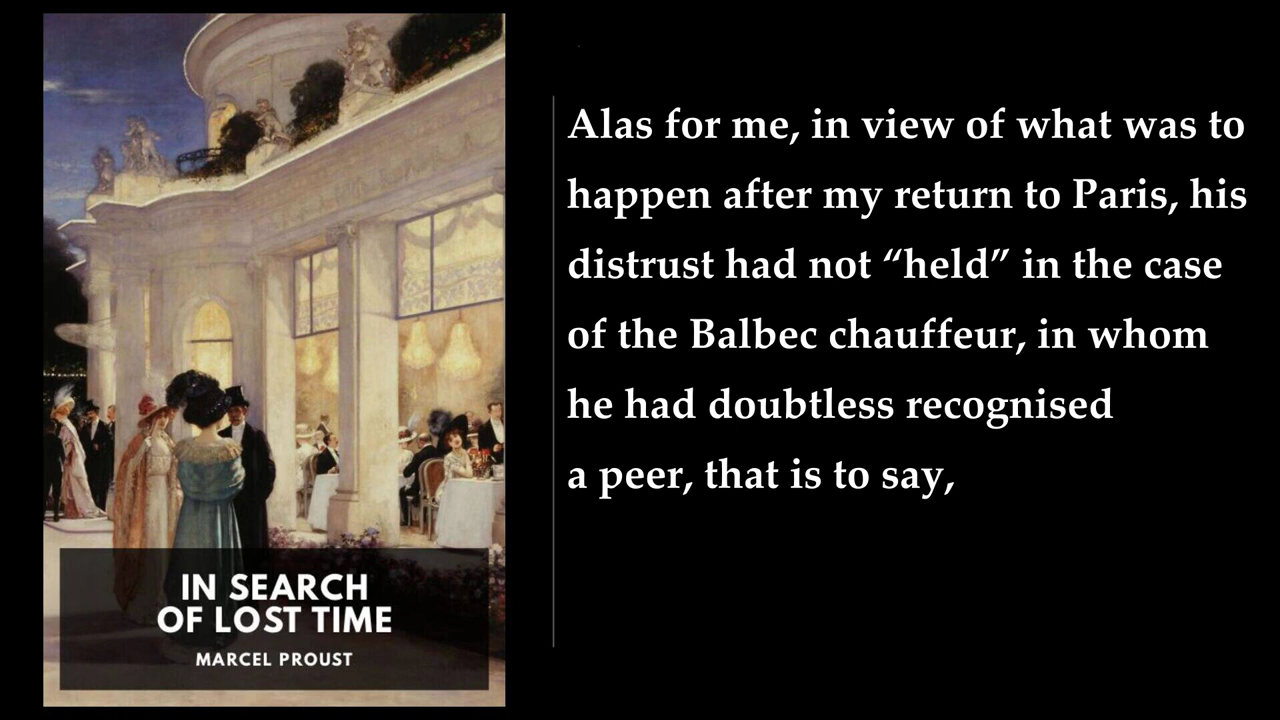 Alas for me, in view of what was to
happen after my return to Paris, his
distrust had not “held” in the case
of the Balbec chauffeur, in whom
he had doubtless recognised
a peer, that is to say,
IN SEARCH
OF LOST TIME
MARCEL PROUST